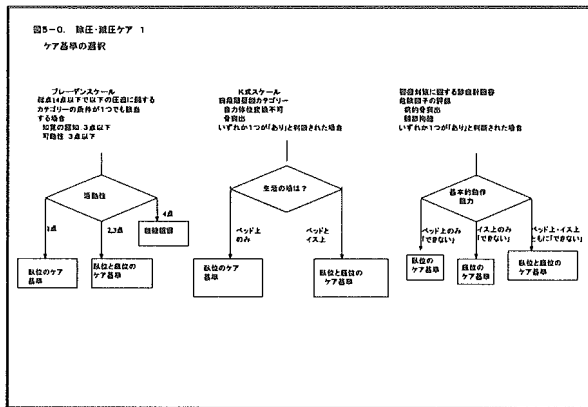 図5-0. 除圧・減圧ケア 1
ケア基準の選択
ブレーデンスケール
総点14点以下で以下の圧迫に関する
カテゴリーの条件が1つでも該当
する場合
知覚の認知 3点以下
可動性 3点以下
活動性
1点
2,3点
4点
臥位のケア
基準
臥位と座位の
ケア基準
K式スケール
前段階要因カテゴリー
自力体位変換不可
骨突出
いずれか1つが「あり」と判断された場合
生活の場は?
ベッド上
のみ
ベッドと
イス上
臥位のケア
基準
臥位と座位の
ケア基準
褥瘡対策に関する診療計画書
危険因子の評価
病的骨突出
関節拘縮
いずれか1つが「あり」と判断された場合
基本的動作
能力
ベッド上のみ
「できない」
イス上のみ
「できない」
ベッド上・イス上
ともに「できない」
臥位の
ケア基準
座位の
ケア基準
臥位と座位の
ケア基準